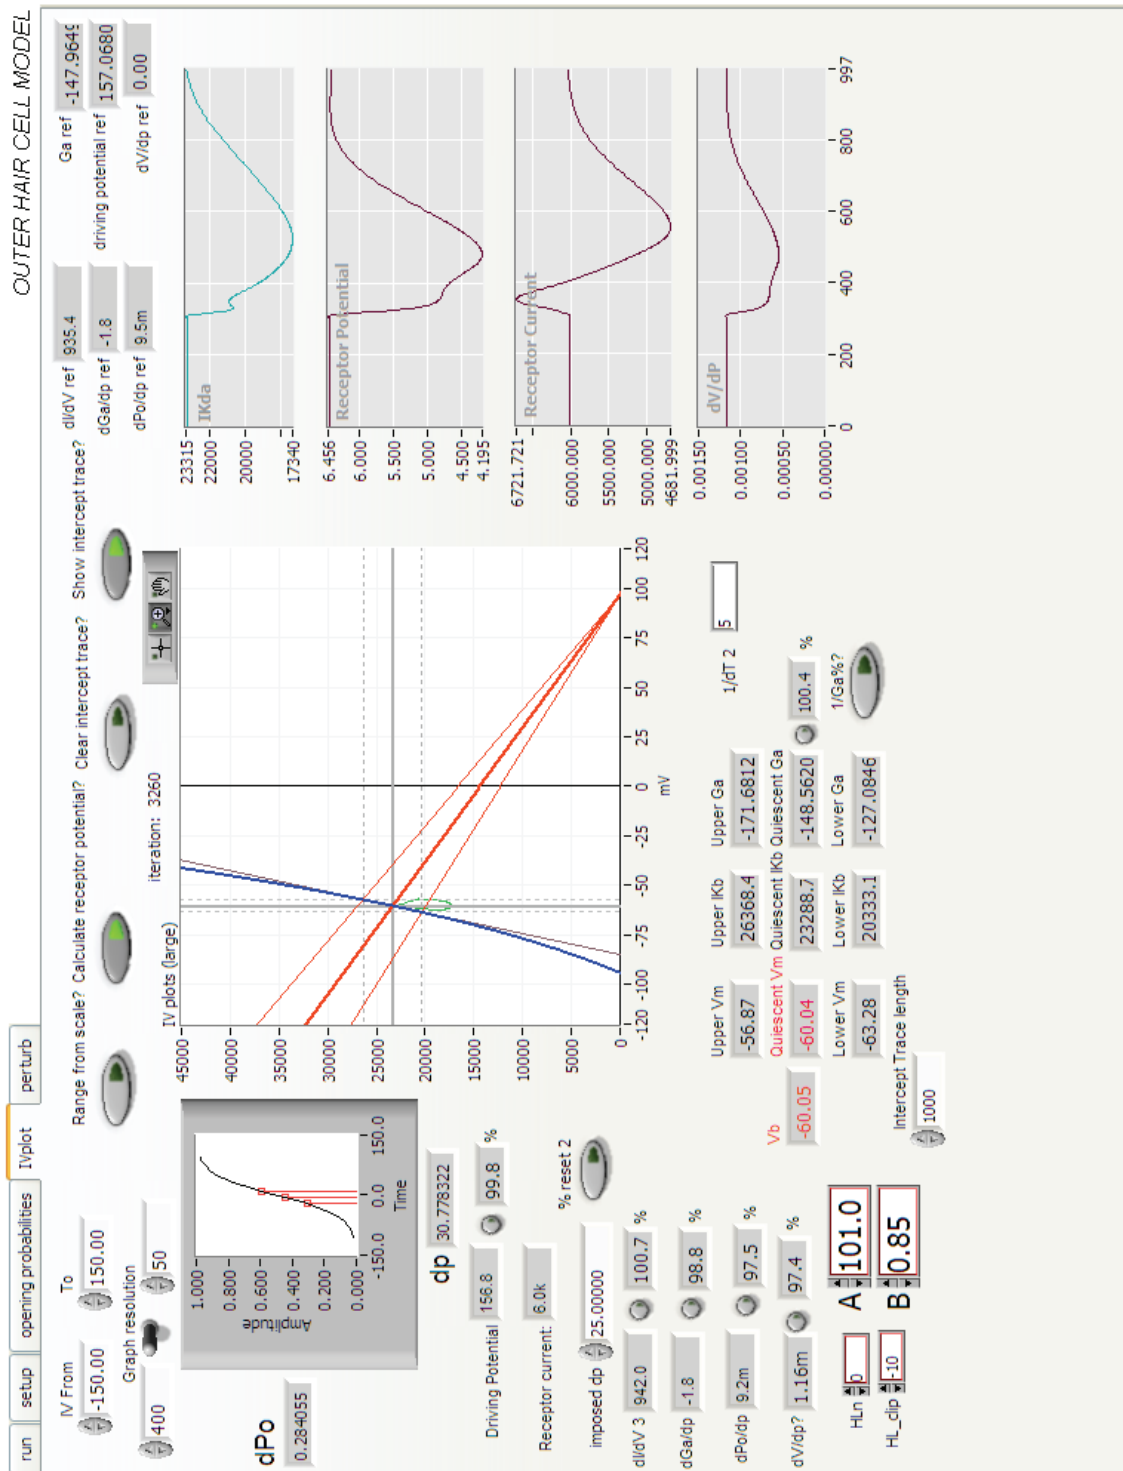 OUTER HAIR CELL MODEL
run setup opening probabilities IVplot perturb
IV From To
-150.00 150.00
Graph resolution
400 50
Range from scale? Calculate receptor potential? Clear intercept trace? Show intercept trace?
dI/dV ref 935.4
dGa/dp ref -1.8
dPo/dp ref 9.5m
Ga ref -147.964
driving potential ref 157.0680
dV/dp ref 0.00
dPo
0.284055
Amplitude
1.000
0.800
0.600
0.400
0.200
0.000
-150.0 0.0 150.0
Time
dp 30.778322
Driving Potential 156.8 99.8 %
Receptor current: 6.0k
% reset 2
imposed dp 25.00000
dI/dV 3 942.0 100.7 %
dGa/dp -1.8 98.8 %
dPo/dp 9.2m 97.5 %
dV/dp? 1.16m 97.4 %
HLn 0 A 101.0
HL_clip -10 B 0.85
IV plots (large) iteration: 3260
45000
40000
35000
30000
25000
20000
15000
10000
5000
0
-120 -100 -75 -50 -25 0 25 50 75 100 120
mV
Vb
-60.05
Upper Vm Upper IKb Upper Ga
-56.87 26368.4 -171.6812
Quiescent Vm Quiescent IKb Quiescent Ga
-60.04 23288.7 -148.5620 100.4 %
Lower Vm Lower IKb Lower Ga
-63.28 20333.1 -127.0846
1/Ga%?
1/dT 2 5
Intercept Trace length
1000
IKda
23315
22000
20000
17340
Receptor Potential
6.456
6.000
5.500
5.000
4.500
4.195
Receptor Current
6721.721
6000.000
5500.000
5000.000
4681.999
dV/dP
0.00150
0.00100
0.00050
0.00000
0 200 400 600 800 997